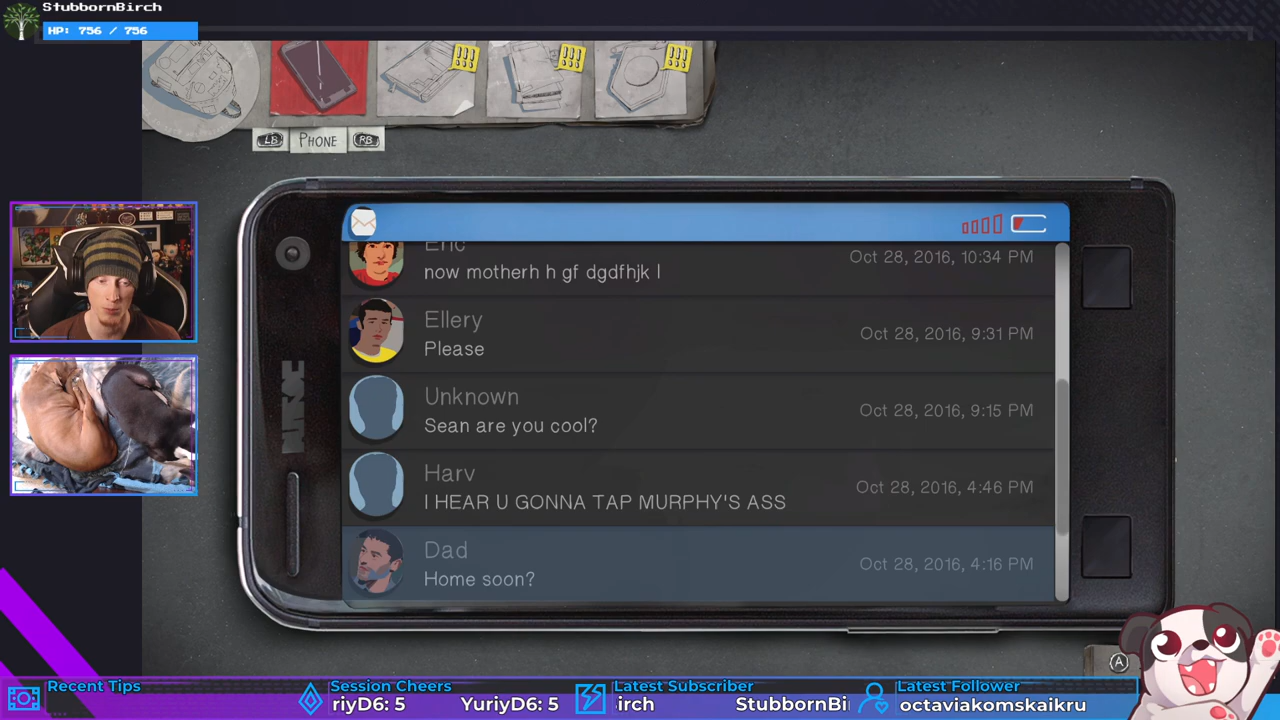 StubbornBirch
HP: 756 / 756
LB PHONE RB
Eric
now motherh h gf dgdfhjk l
Oct 28, 2016, 10:34 PM
Ellery
Please
Oct 28, 2016, 9:31 PM
Unknown
Sean are you cool?
Oct 28, 2016, 9:15 PM
Harv
I HEAR U GONNA TAP MURPHY'S ASS
Oct 28, 2016, 4:46 PM
Dad
Home soon?
Oct 28, 2016, 4:16 PM
A
Recent Tips
Session Cheers
riyD6: 5 YuriyD6: 5
Latest Subscriber
irch StubbornBi
Latest Follower
octaviakomskaikru